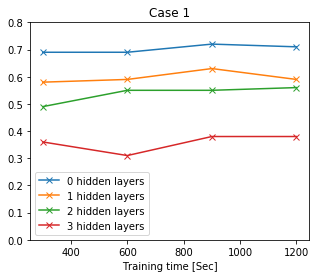 Case 1
0.8
0.7
0.6
0.5
0.4
0.3
0.2
0.1
0.0
0 hidden layers
1 hidden layers
2 hidden layers
3 hidden layers
400 600 800 1000 1200
Training time [Sec]